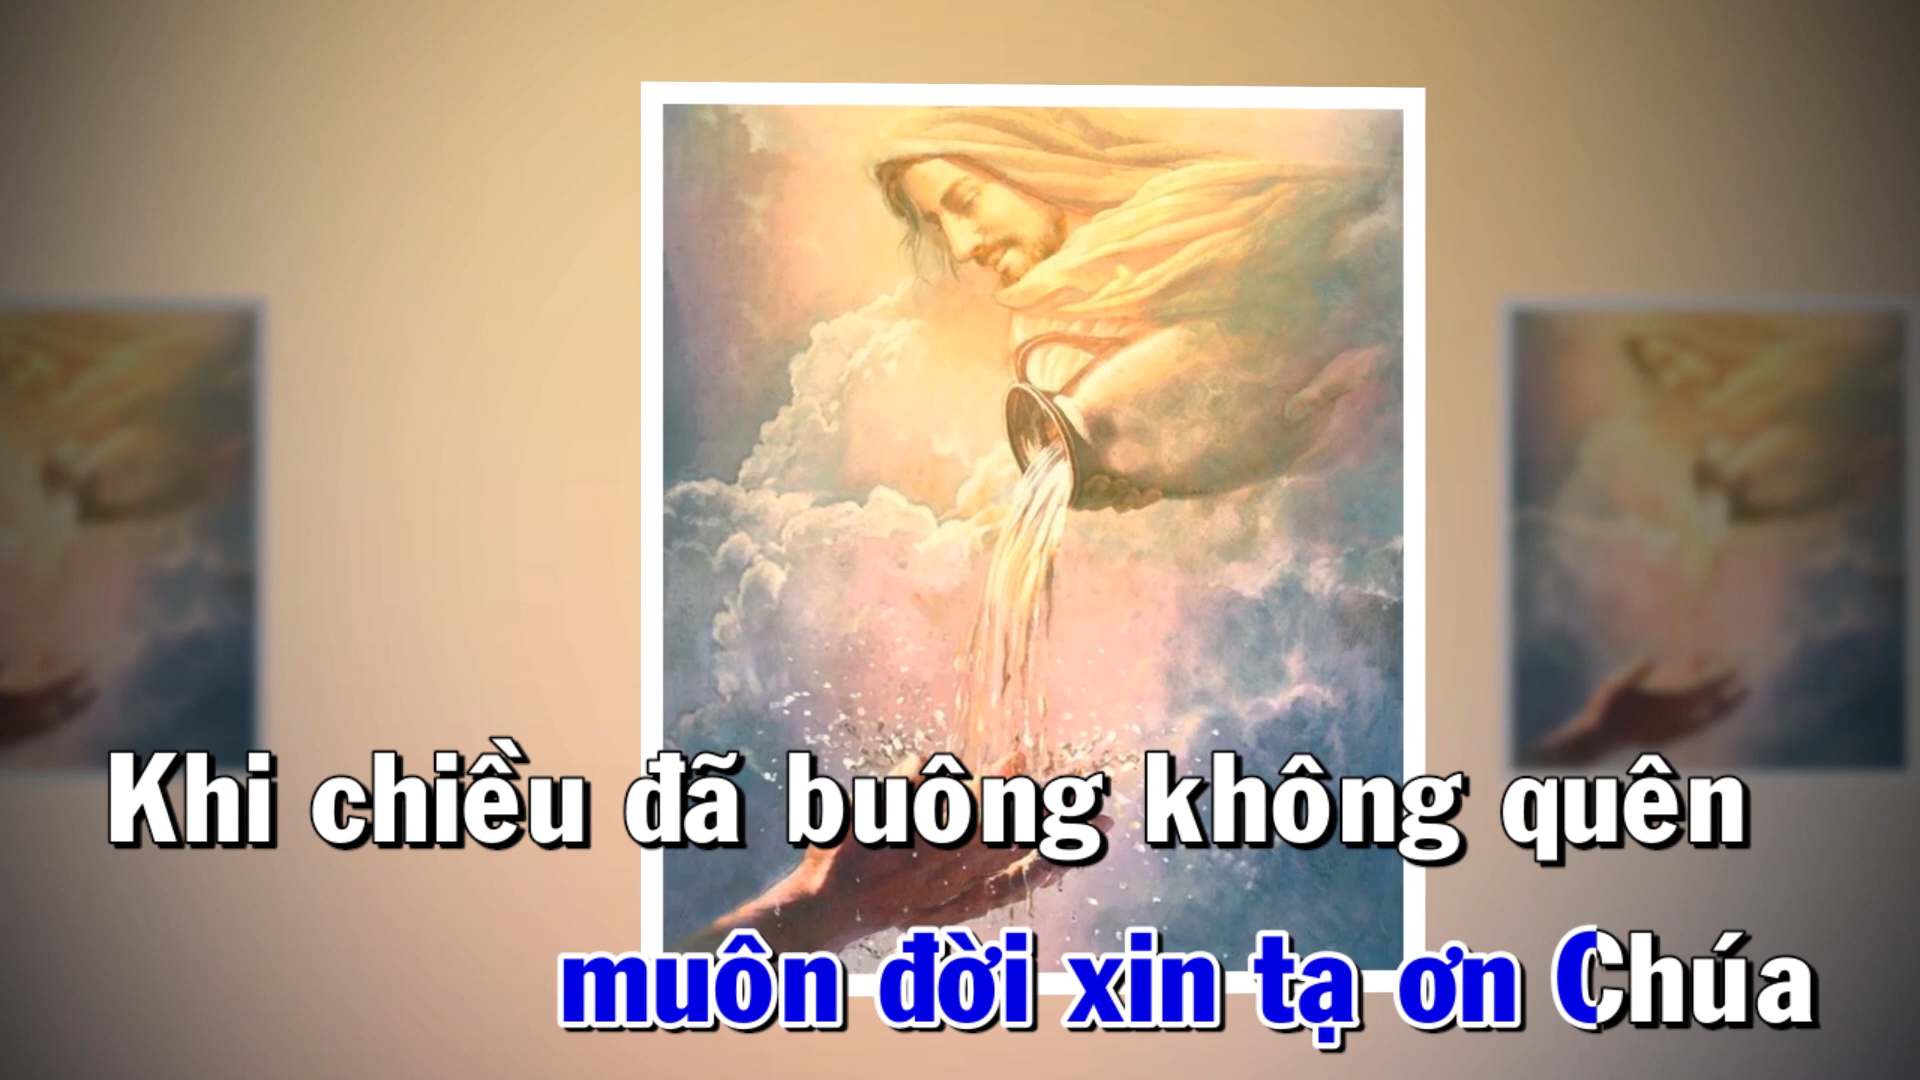 Khi chiều đã buông không quên
muôn đời xin tạ ơn Chúa